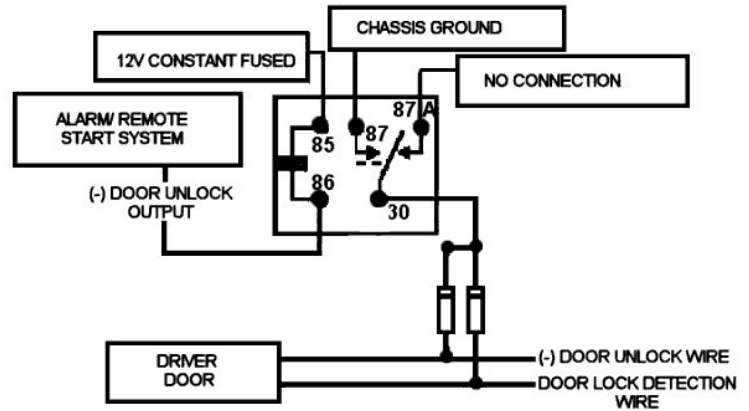 CHASSIS GROUND
12V CONSTANT FUSED
NO CONNECTION
ALARM/ REMOTE
START SYSTEM
87 A
85
87
86
30
(-) DOOR UNLOCK
OUTPUT
DRIVER
DOOR
(-) DOOR UNLOCK WIRE
DOOR LOCK DETECTION
WIRE